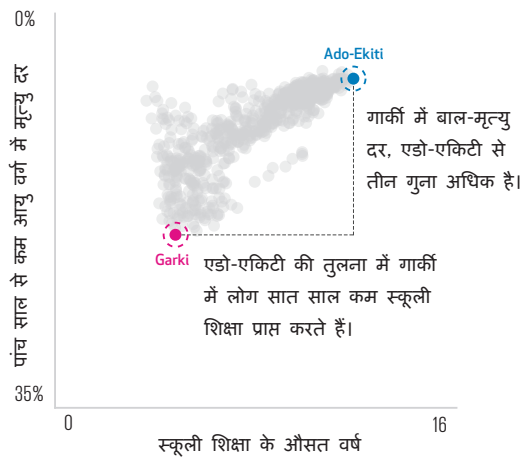 0%
पांच साल से कम आयु वर्ग में मृत्यु दर
35%
Ado-Ekiti
गार्की में बाल-मृत्यु
दर, एडो-एकिटी से
तीन गुना अधिक है।
Garki
एडो-एकिटी की तुलना में गार्की
में लोग सात साल कम स्कूली
शिक्षा प्राप्त करते हैं।
0
16
स्कूली शिक्षा के औसत वर्ष